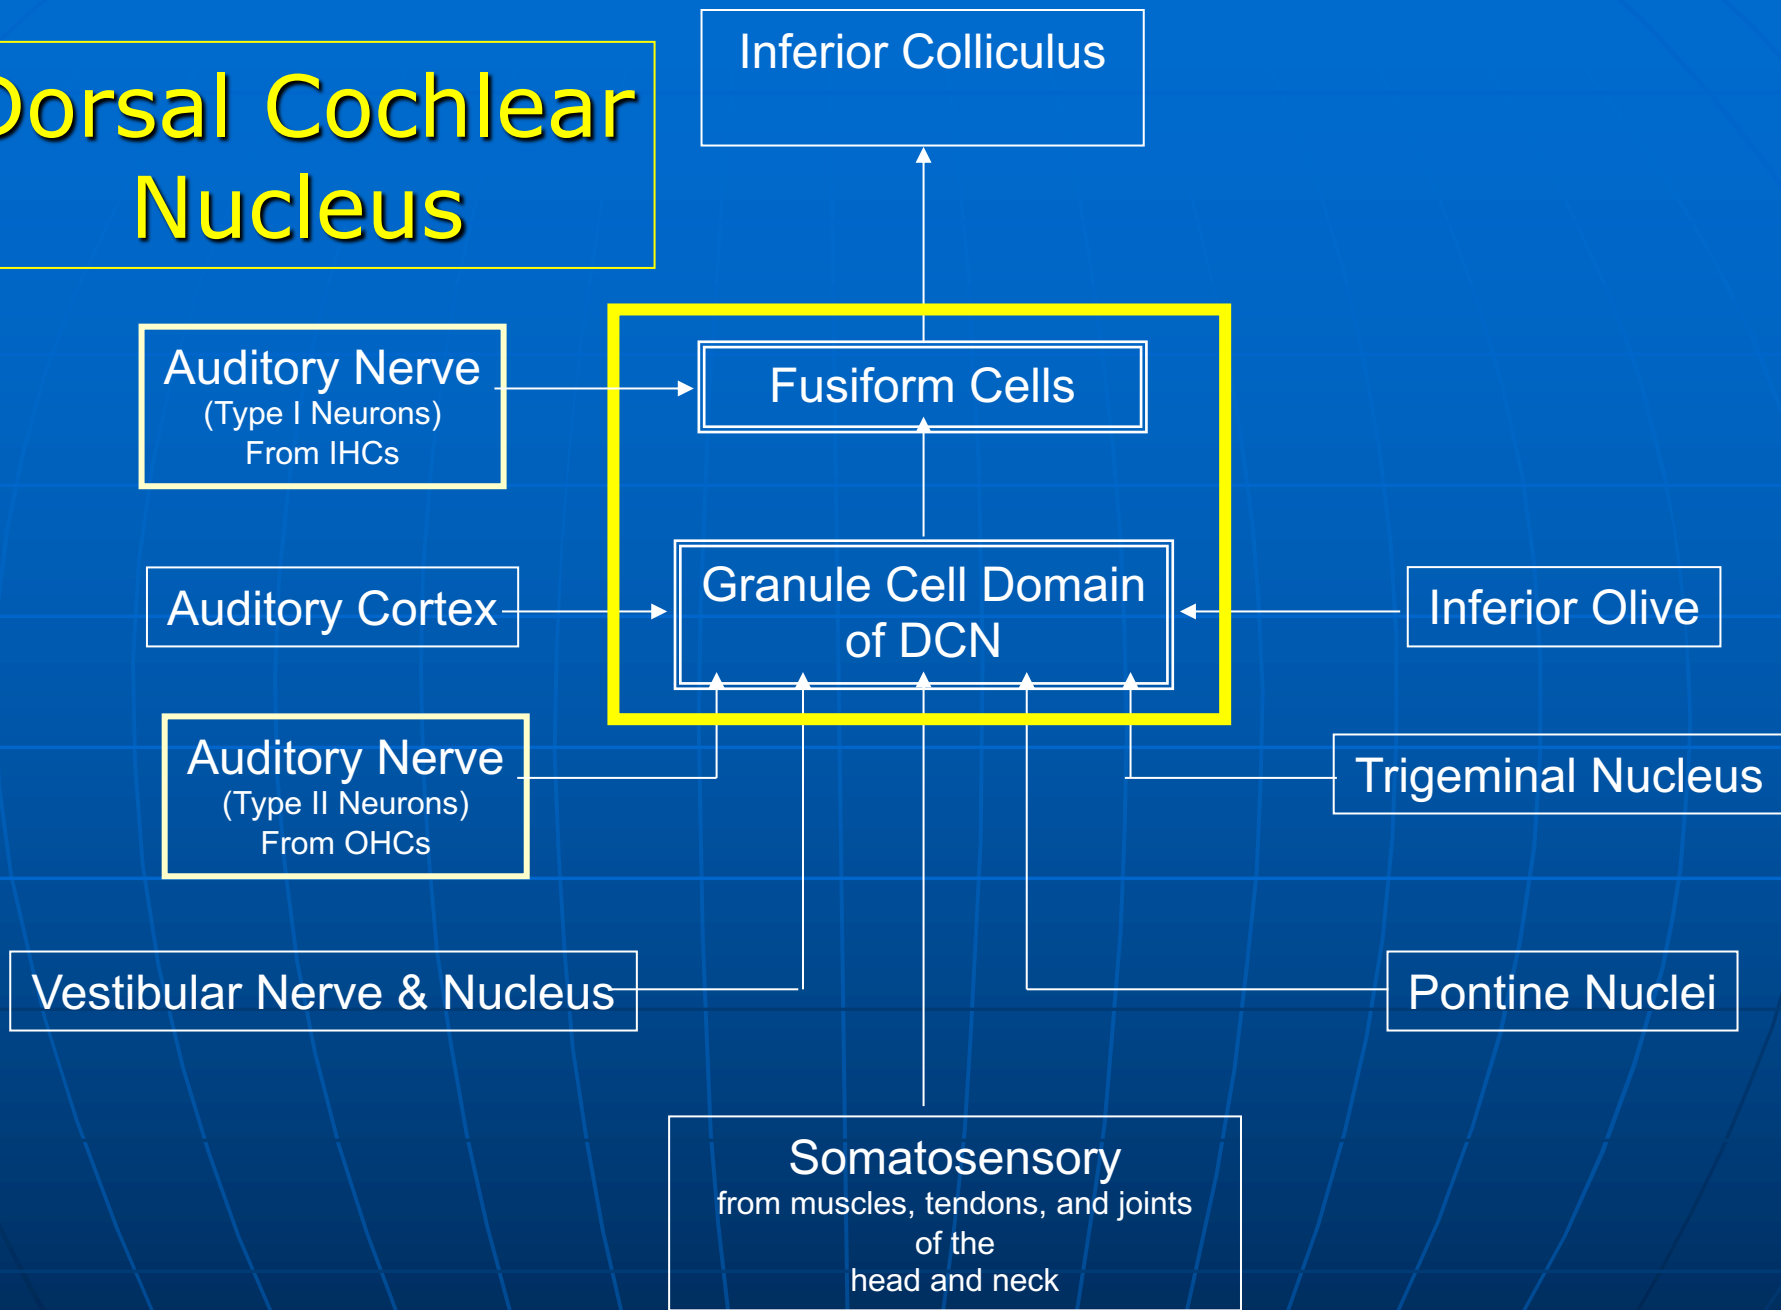 Dorsal Cochlear
Nucleus
Inferior Colliculus
Auditory Nerve
(Type I Neurons)
From IHCs
Fusiform Cells
Auditory Cortex
Granule Cell Domain
of DCN
Inferior Olive
Auditory Nerve
(Type II Neurons)
From OHCs
Trigeminal Nucleus
Vestibular Nerve & Nucleus
Pontine Nuclei
Somatosensory
from muscles, tendons, and joints
of the
head and neck